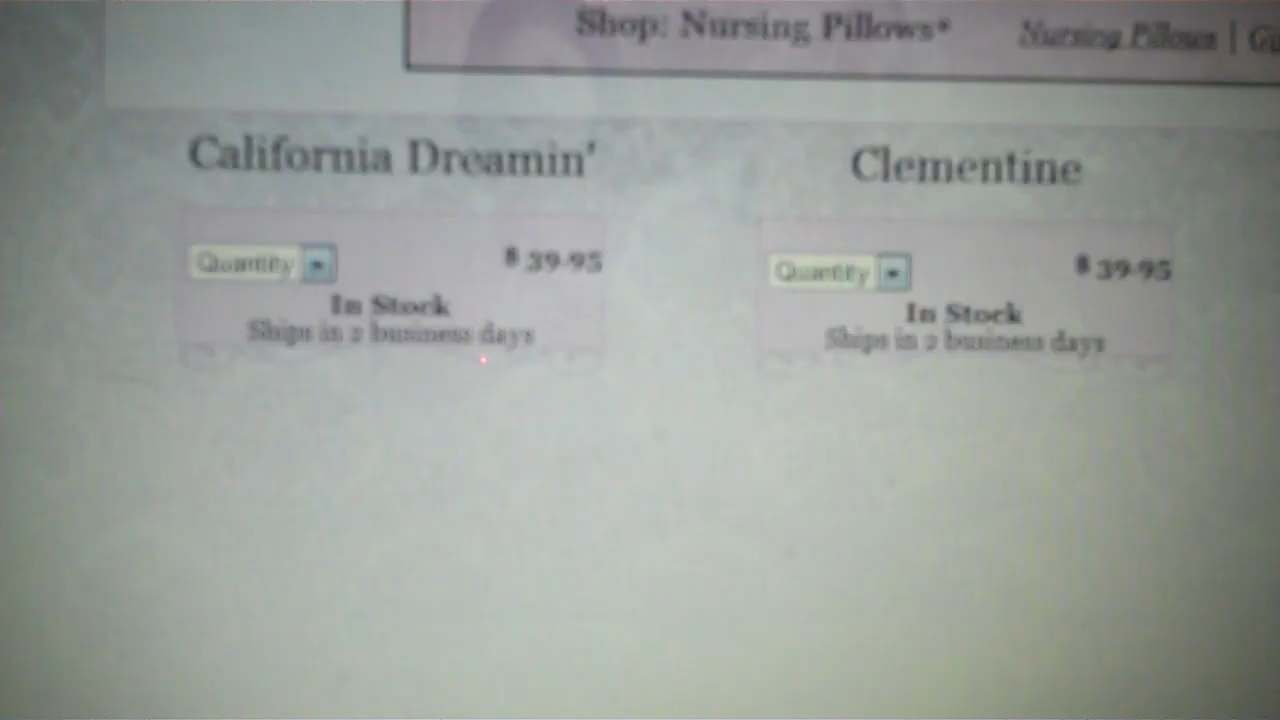 Shop: Nursing Pillows*
Nursing Pillows |
California Dreamin'
Clementine
Quantity
$ 39.95
In Stock
Ships in 2 business days
Quantity
$ 39.95
In Stock
Ships in 2 business days